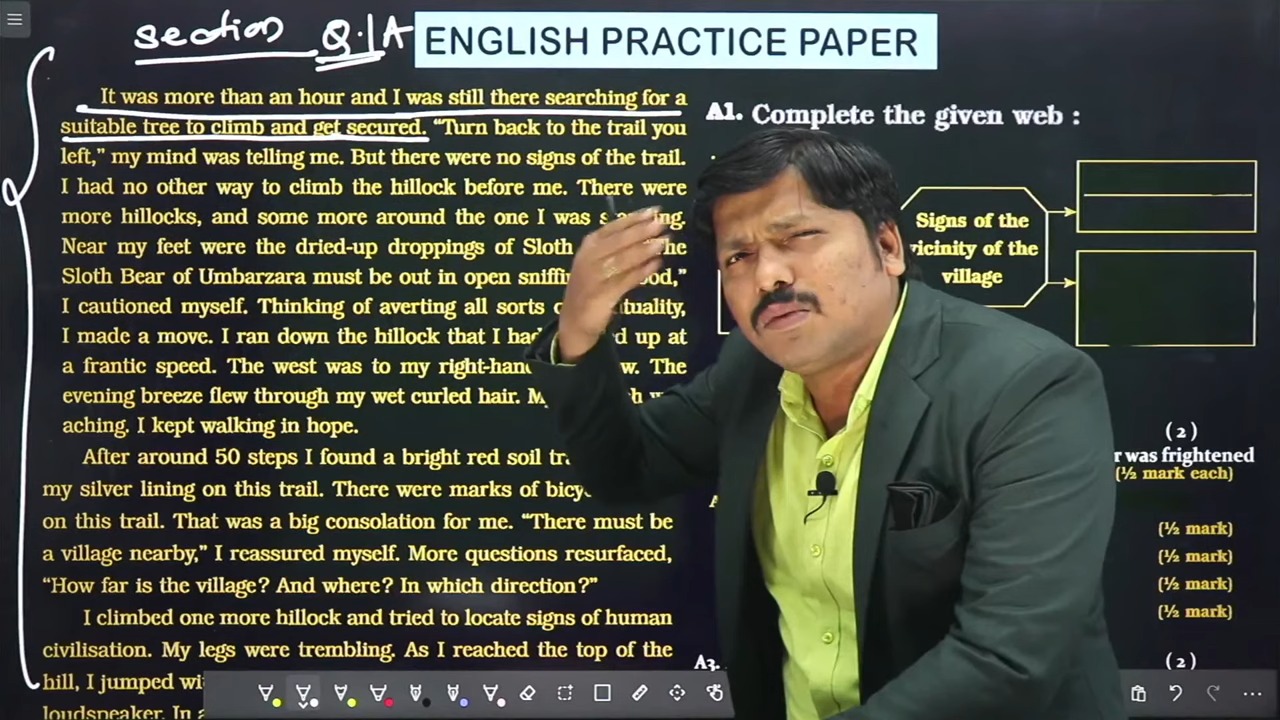 section Q.1A
ENGLISH PRACTICE PAPER
It was more than an hour and I was still there searching for a
suitable tree to climb and get secured. “Turn back to the trail you
left,” my mind was telling me. But there were no signs of the trail.
I had no other way to climb the hillock before me. There were
more hillocks, and some more around the one I was
Near my feet were the dried-up droppings of Sloth
Sloth Bear of Umbarzara must be out in open
I cautioned myself. Thinking of averting all sorts
I made a move. I ran down the hillock that I had up at
a frantic speed. The west was to my The
evening breeze flew through my wet curled hair.
aching. I kept walking in hope.
After around 50 steps I found a bright red soil
my silver lining on this trail. There were marks of
on this trail. That was a big consolation for me. “There must be
a village nearby,” I reassured myself. More questions resurfaced,
“How far is the village? And where? In which direction?”
I climbed one more hillock and tried to locate signs of human
civilisation. My legs were trembling. As I reached the top of the
hill, I jumped
loudspeaker. In
A1. Complete the given web :
Signs of the
vicinity of the
village
(2)
was frightened
(½ mark each)
(½ mark)
(½ mark)
(½ mark)
(½ mark)
A3.
(2)